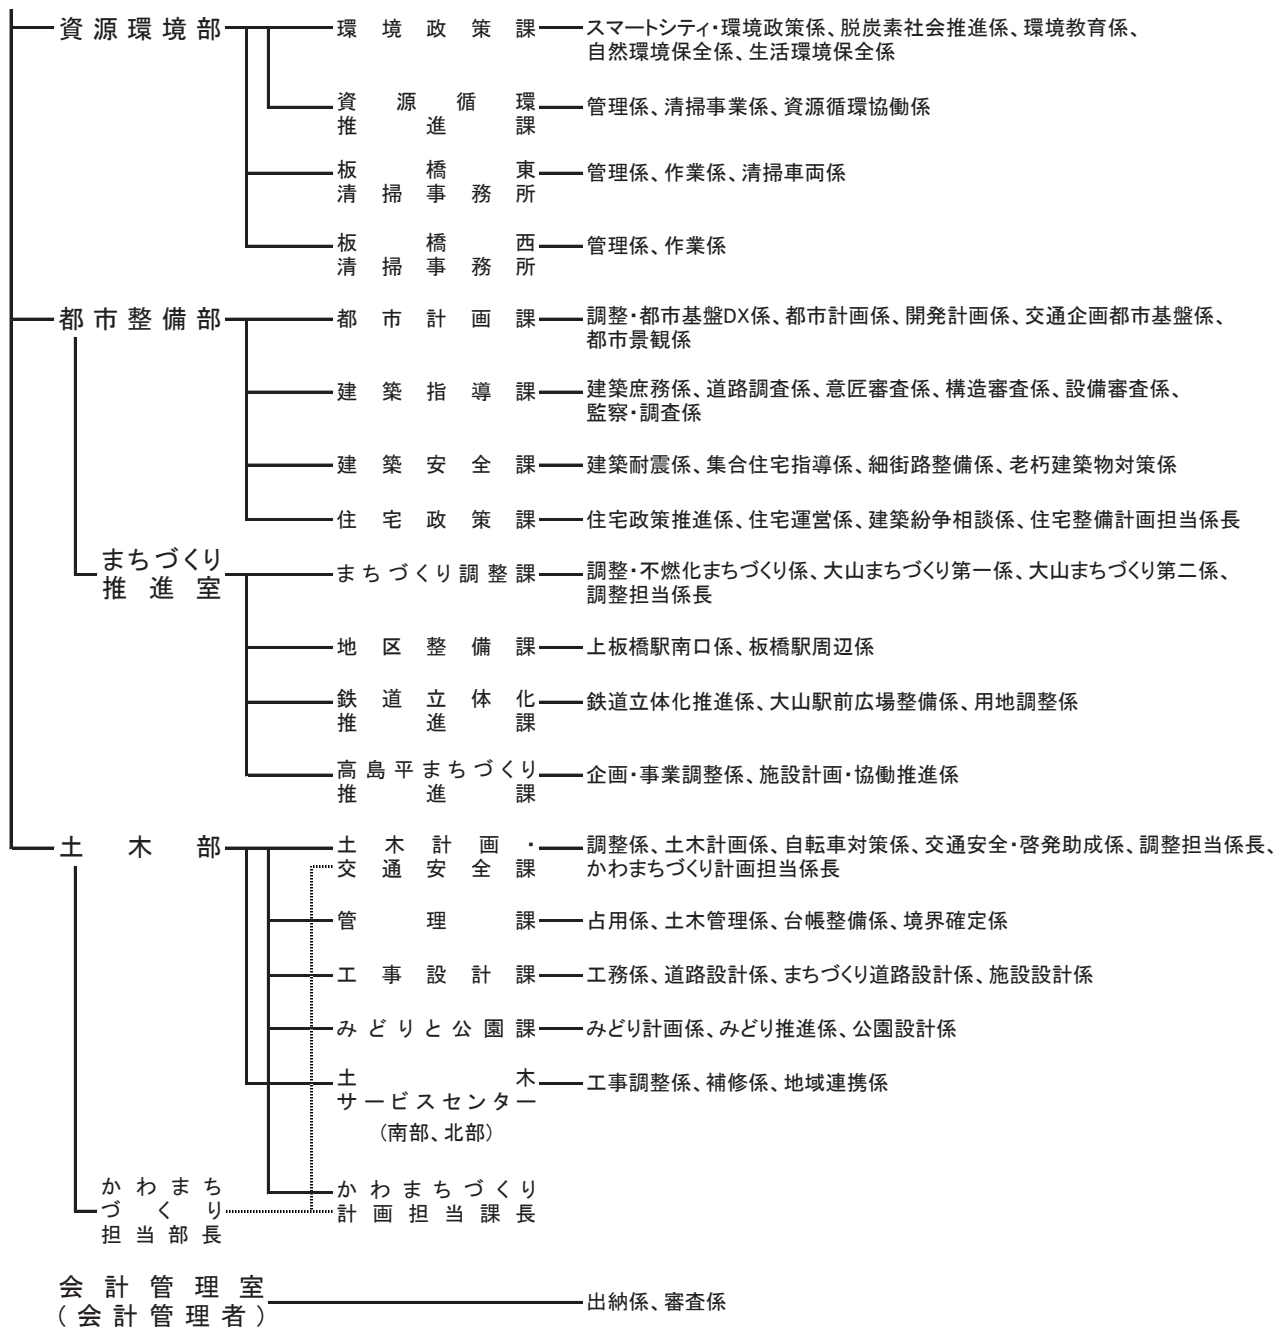 資源環境部
環境政策課
スマートシティ・環境政策係、脱炭素社会推進係、環境教育係、
自然環境保全係、生活環境保全係
資源循環
推進課
管理係、清掃事業係、資源循環協働係
板橋東
清掃事務所
管理係、作業係、清掃車両係
板橋西
清掃事務所
管理係、作業係
都市整備部
都市計画課
調整・都市基盤DX係、都市計画係、開発計画係、交通企画都市基盤係、
都市景観係
建築指導課
建築庶務係、道路調査係、意匠審査係、構造審査係、設備審査係、
監察・調査係
建築安全課
建築耐震係、集合住宅指導係、細街路整備係、老朽建築物対策係
住宅政策課
住宅政策推進係、住宅運営係、建築紛争相談係、住宅整備計画担当係長
まちづくり
推進室
まちづくり調整課
調整・不燃化まちづくり係、大山まちづくり第一係、大山まちづくり第二係、
調整担当係長
地区整備課
上板橋駅南口係、板橋駅周辺係
鉄道立体化
推進課
鉄道立体化推進係、大山駅前広場整備係、用地調整係
高島平まちづくり
推進課
企画・事業調整係、施設計画・協働推進係
土木部
土木計画・
交通安全課
調整係、土木計画係、自転車対策係、交通安全・啓発助成係、調整担当係長、
かわまちづくり計画担当係長
管理課
占用係、土木管理係、台帳整備係、境界確定係
工事設計課
工務係、道路設計係、まちづくり道路設計係、施設設計係
みどりと公園課
みどり計画係、みどり推進係、公園設計係
土木
サービスセンター
（南部、北部）
工事調整係、補修係、地域連携係
かわまち
づくり
担当部長
かわまちづくり
計画担当課長
会計管理室
（会計管理者）
出納係、審査係